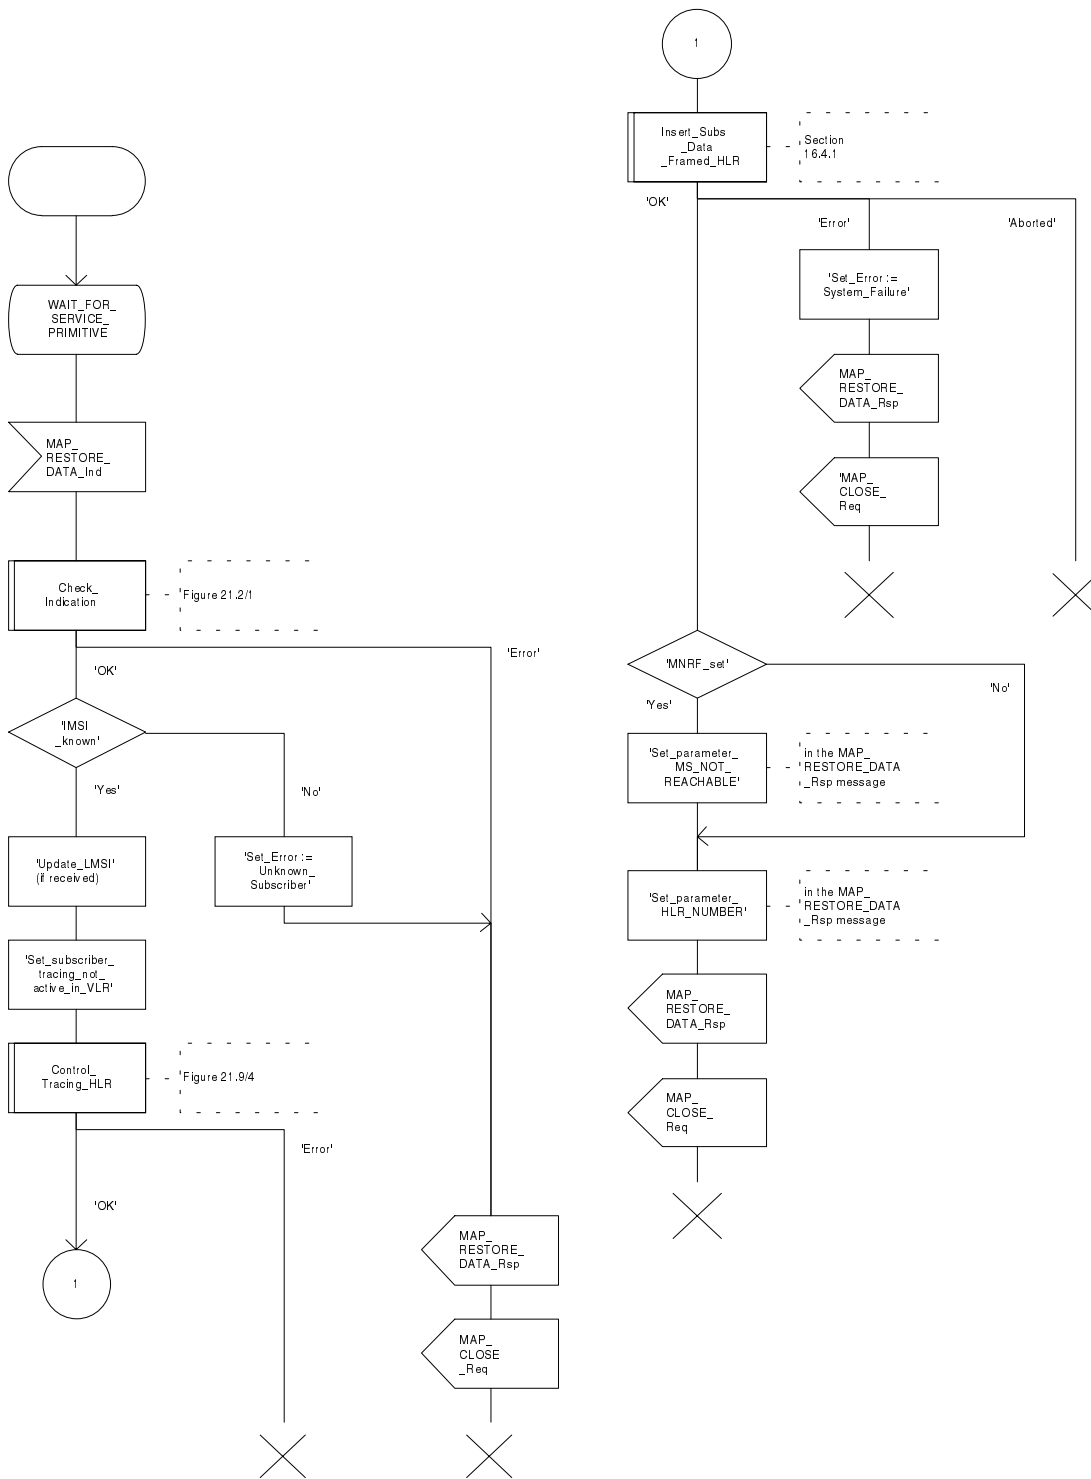 WAIT_FOR_
SERVICE_
PRIMITIVE
MAP_
RESTORE_
DATA_Ind
Check_
Indication
Figure 21.2/1
'Error'
'OK'
'IMSI
_known'
'Yes'
'No'
'Update_LMSI'
(if received)
'Set_Error :=
Unknown_
Subscriber'
'Set_subscriber_
tracing_not_
active_in_VLR'
Control_
Tracing_HLR
Figure 21.9/4
'Error'
'OK'
1
MAP_
RESTORE_
DATA_Rsp
MAP_
CLOSE
_Req
1
Insert_Subs
_Data
_Framed_HLR
Section
16.4.1
'OK'
'Error'
'Aborted'
'Set_Error :=
System_Failure'
MAP_
RESTORE_
DATA_Rsp
'MAP_
CLOSE_
Req
'MNRF_set'
'No'
'Yes'
'Set_parameter_
MS_NOT_
REACHABLE'
in the MAP_
RESTORE_DATA
_Rsp message
'Set_parameter_
HLR_NUMBER'
in the MAP_
RESTORE_DATA
_Rsp message
MAP_
RESTORE_
DATA_Rsp
MAP_
CLOSE_
Req